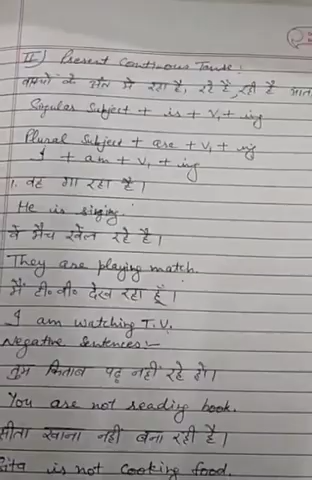 II) Present Continuous Tense:
वाक्यों के अंत में रहा है, रहे हैं, रही है आता
Singular Subject + is + V₁ + ing
Plural Subject + are + V₁ + ing
I + am + V₁ + ing
1. वह गा रहा है।
He is singing.
वे मैच खेल रहे है।
They are playing match.
मैं टी० वी० देख रहा हूँ।
I am watching T.V.
Negative Sentences:-
तुम किताब पढ़ नहीं रहे हो।
You are not reading book.
सीता खाना नहीं बना रही है।
Sita is not cooking food.